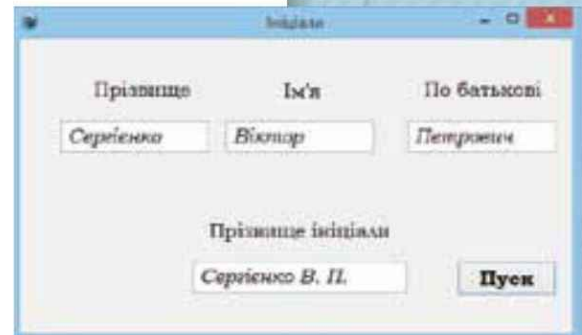 Ініціали
Прізвище Ім'я По батькові
Сергієнко Віктор Петрович
Прізвище ініціали
Сергієнко В. П.
Пуск